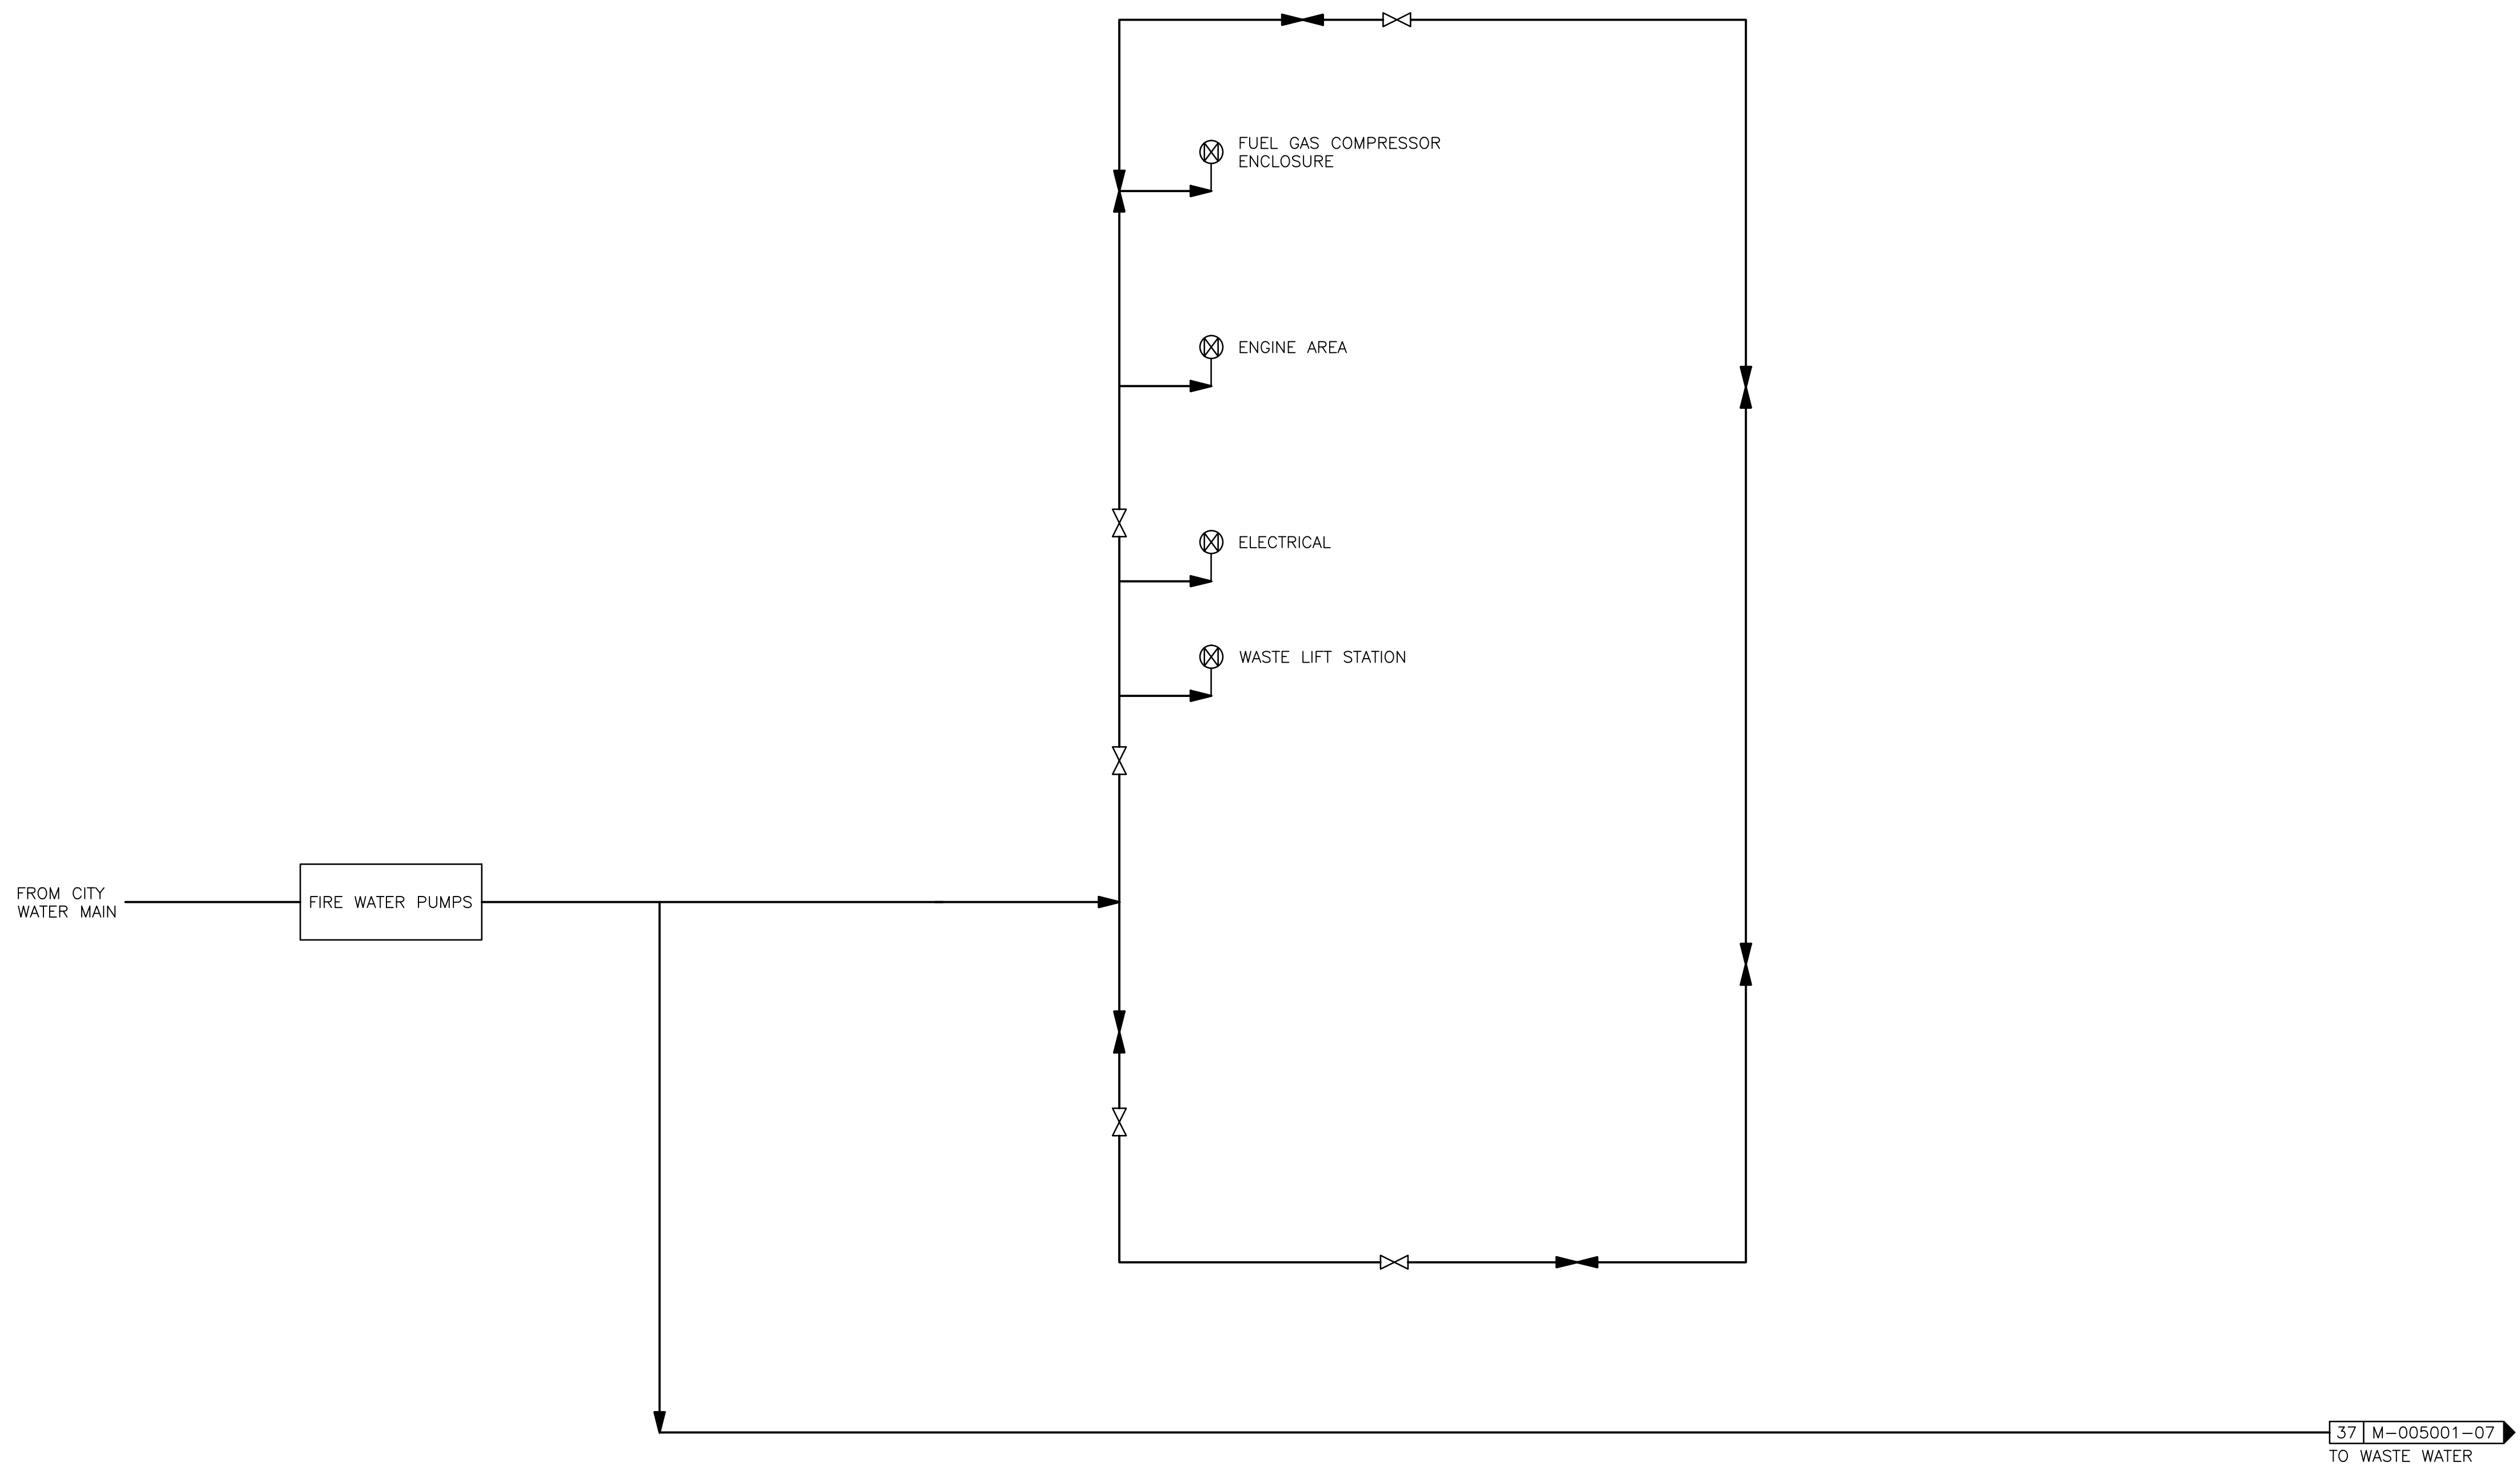 FUEL GAS COMPRESSOR
ENCLOSURE
ENGINE AREA
ELECTRICAL
WASTE LIFT STATION
FROM CITY
WATER MAIN
FIRE WATER PUMPS
37 M-005001-07
TO WASTE WATER